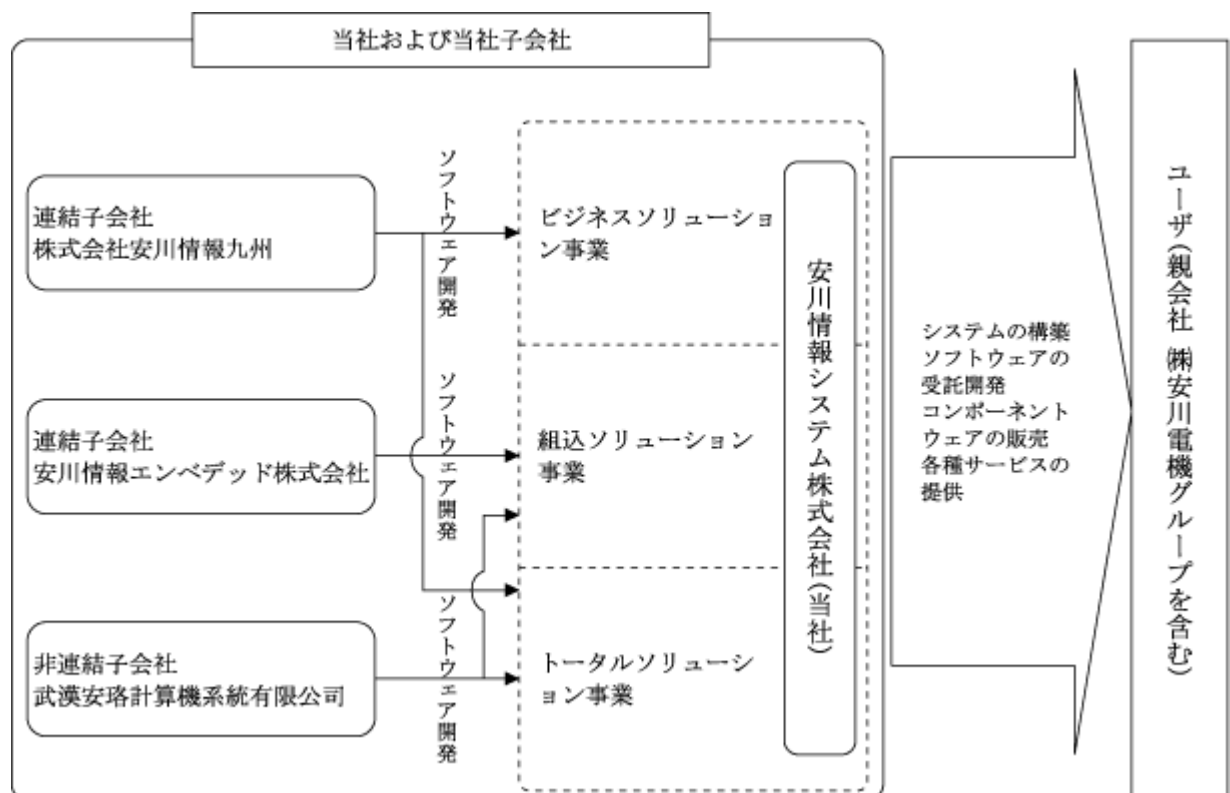 当社および当社子会社
連結子会社
株式会社安川情報九州
ソフトウェア開発
ビジネスソリューショ
ン事業
連結子会社
安川情報エンベデッド株式会社
ソフトウェア開発
組込ソリューション
事業
非連結子会社
武漢安珞計算機系統有限公司
ソフトウェア開発
トータルソリューシ
ョン事業
安川情報システム株式会社(当社)
システムの構築
ソフトウェアの
受託開発
コンポーネント
ウェアの販売
各種サービスの
提供
ユーザ(親会社 ㈱安川電機グループを含む)